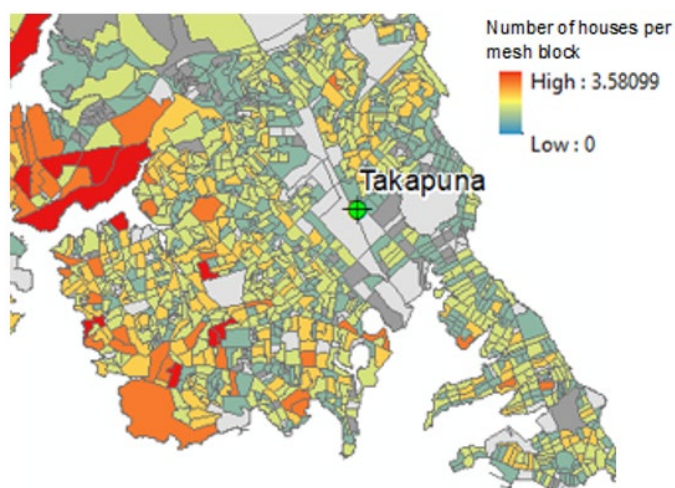 Number of houses per
mesh block
High : 3.58099
Low : 0
Takapuna